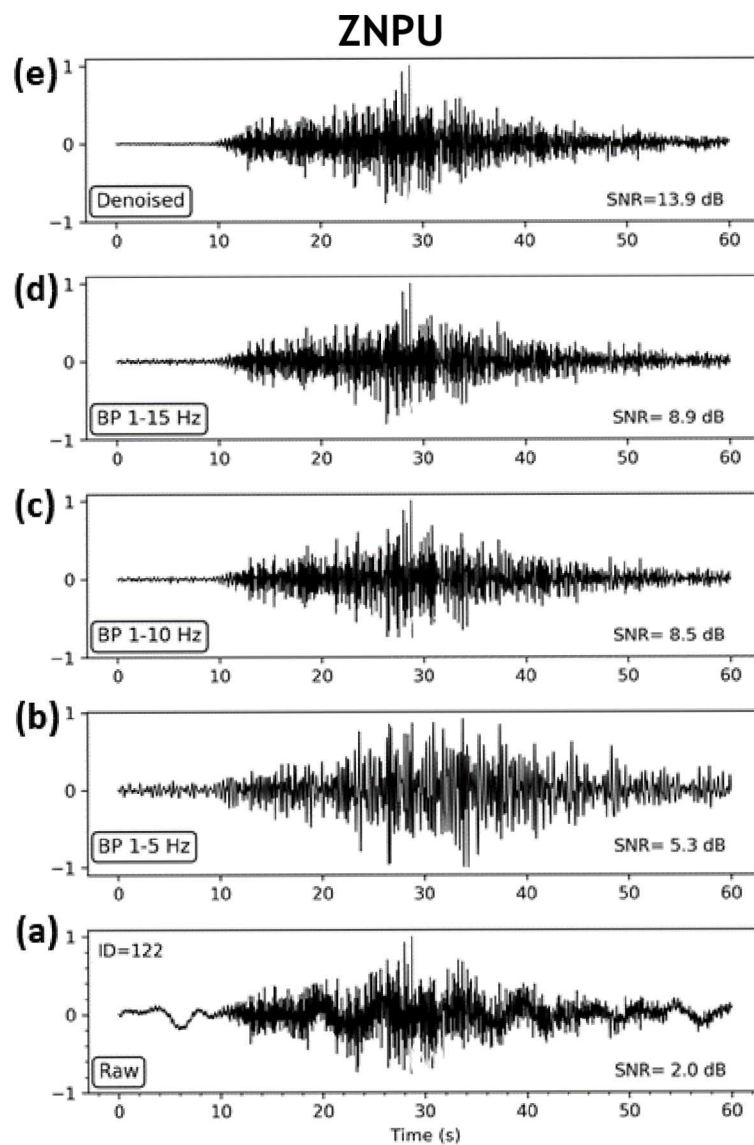 ZNPU
(e)
1
0
−1
Denoised
SNR=13.9 dB
0 10 20 30 40 50 60
(d)
1
0
−1
BP 1-15 Hz
SNR= 8.9 dB
0 10 20 30 40 50 60
(c)
1
0
−1
BP 1-10 Hz
SNR= 8.5 dB
0 10 20 30 40 50 60
(b)
1
0
−1
BP 1-5 Hz
SNR= 5.3 dB
0 10 20 30 40 50 60
(a)
1
0
−1
ID=122
Raw
SNR= 2.0 dB
0 10 20 30 40 50 60
Time (s)